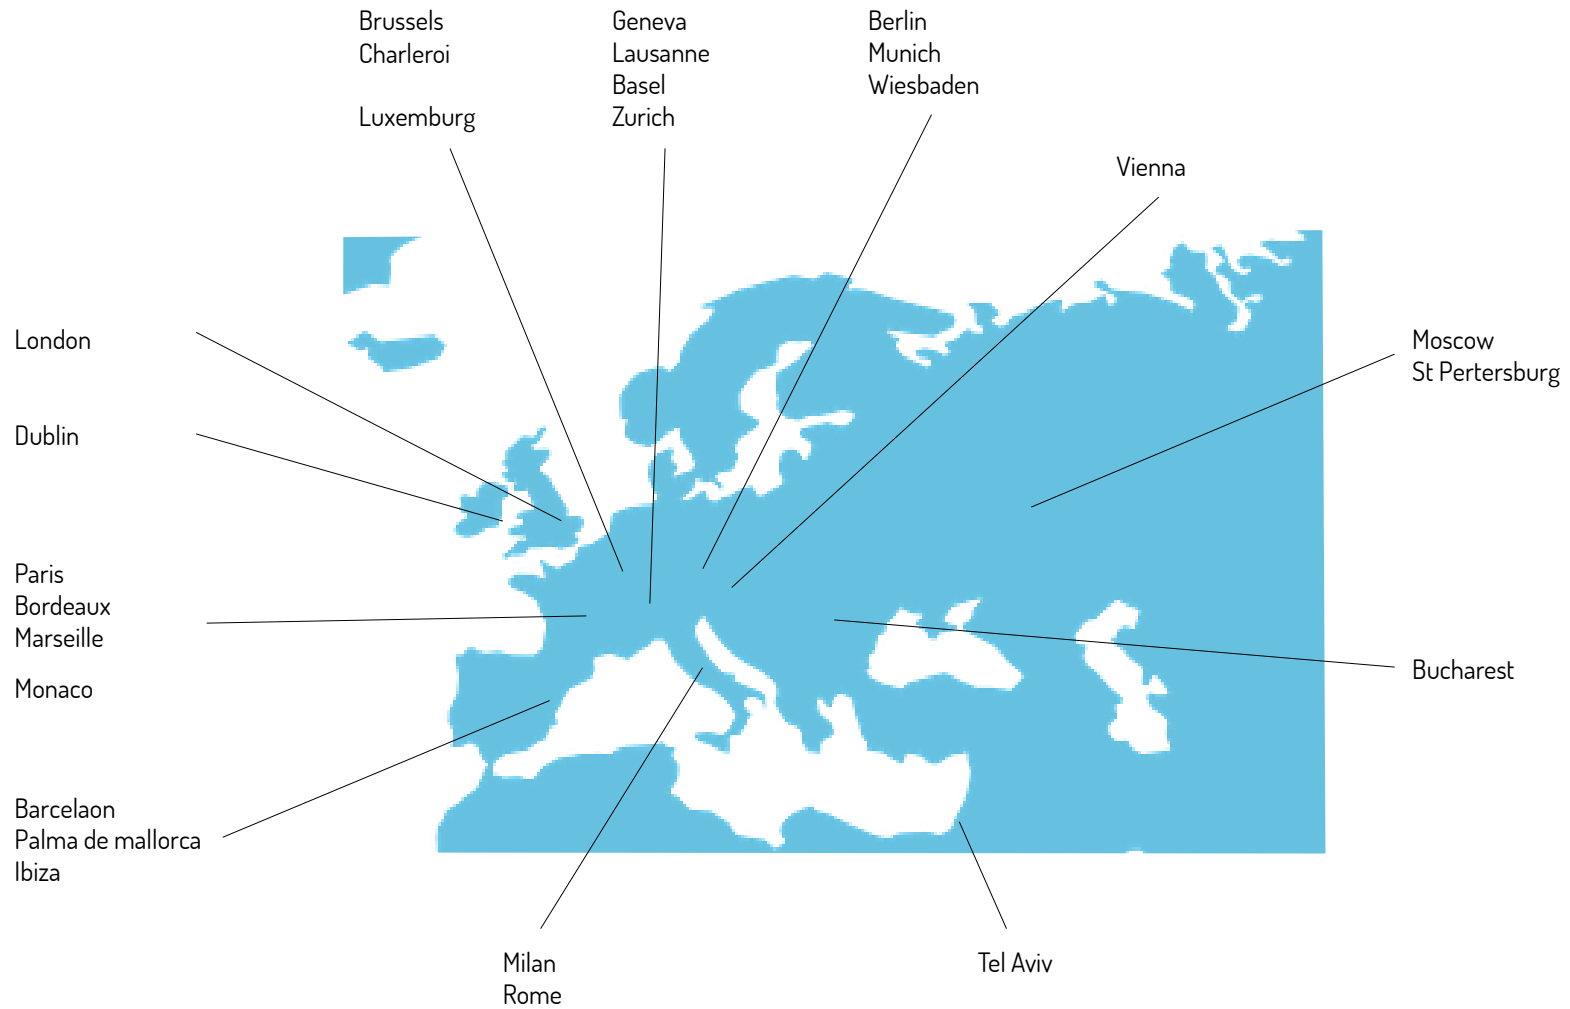 Brussels
Charleroi
Luxemburg
Geneva
Lausanne
Basel
Zurich
Berlin
Munich
Wiesbaden
Vienna
London
Dublin
Paris
Bordeaux
Marseille
Monaco
Barcelaon
Palma de mallorca
Ibiza
Milan
Rome
Tel Aviv
Moscow
St Pertersburg
Bucharest